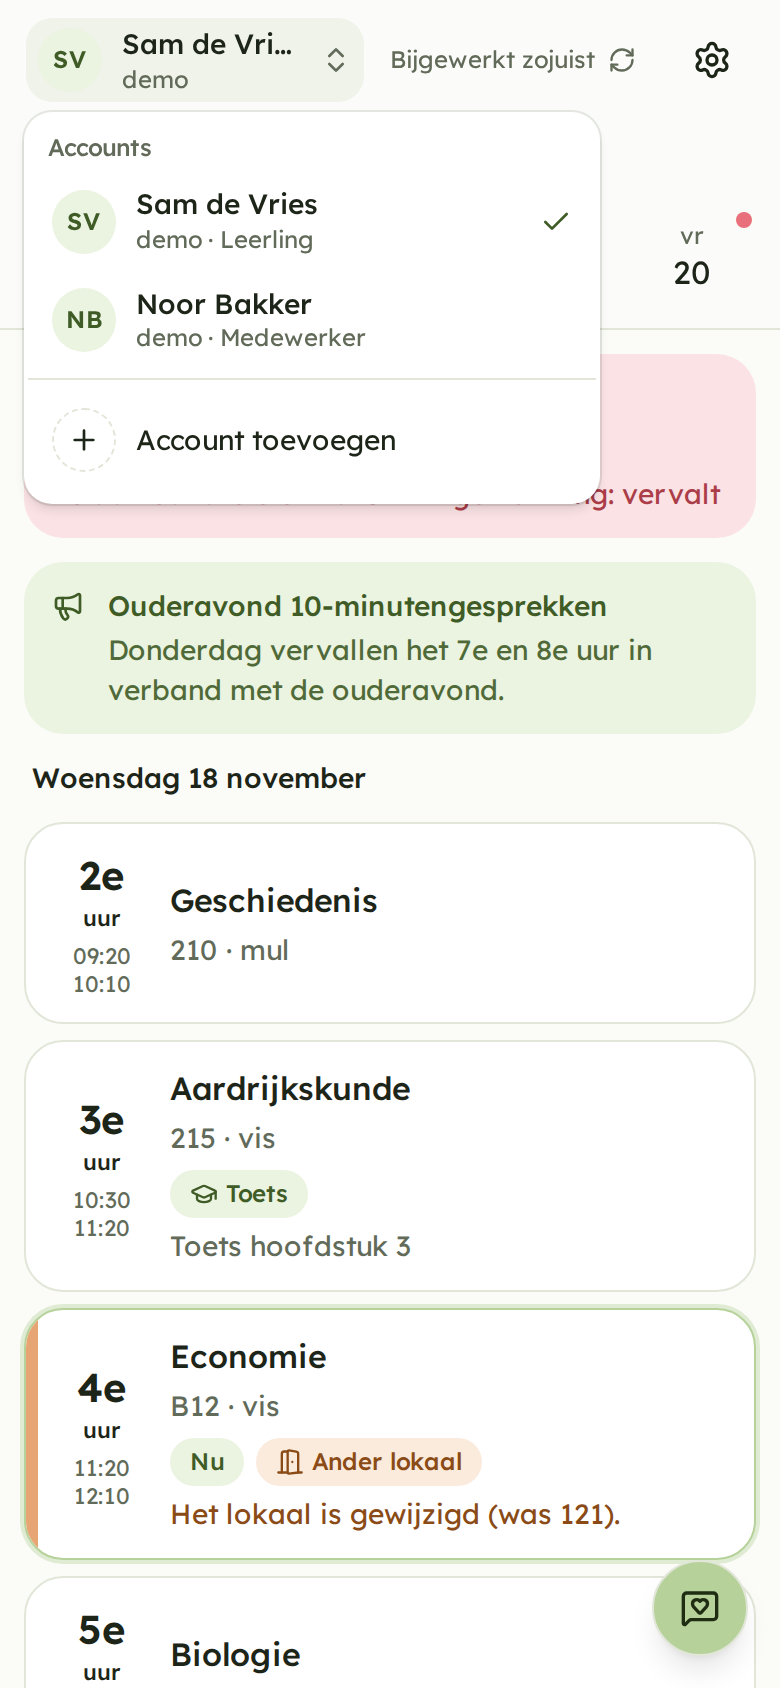 SV
Sam de Vri...
demo
Bijgewerkt zojuist
Accounts
SV
Sam de Vries
demo · Leerling
NB
Noor Bakker
demo · Medewerker
Account toevoegen
vr
20
vervalt
Ouderavond 10-minutengesprekken
Donderdag vervallen het 7e en 8e uur in
verband met de ouderavond.
Woensdag 18 november
2e
uur
09:20
10:10
Geschiedenis
210 · mul
3e
uur
10:30
11:20
Aardrijkskunde
215 · vis
Toets
Toets hoofdstuk 3
4e
uur
11:20
12:10
Economie
B12 · vis
Nu
Ander lokaal
Het lokaal is gewijzigd (was 121).
5e
uur
Biologie